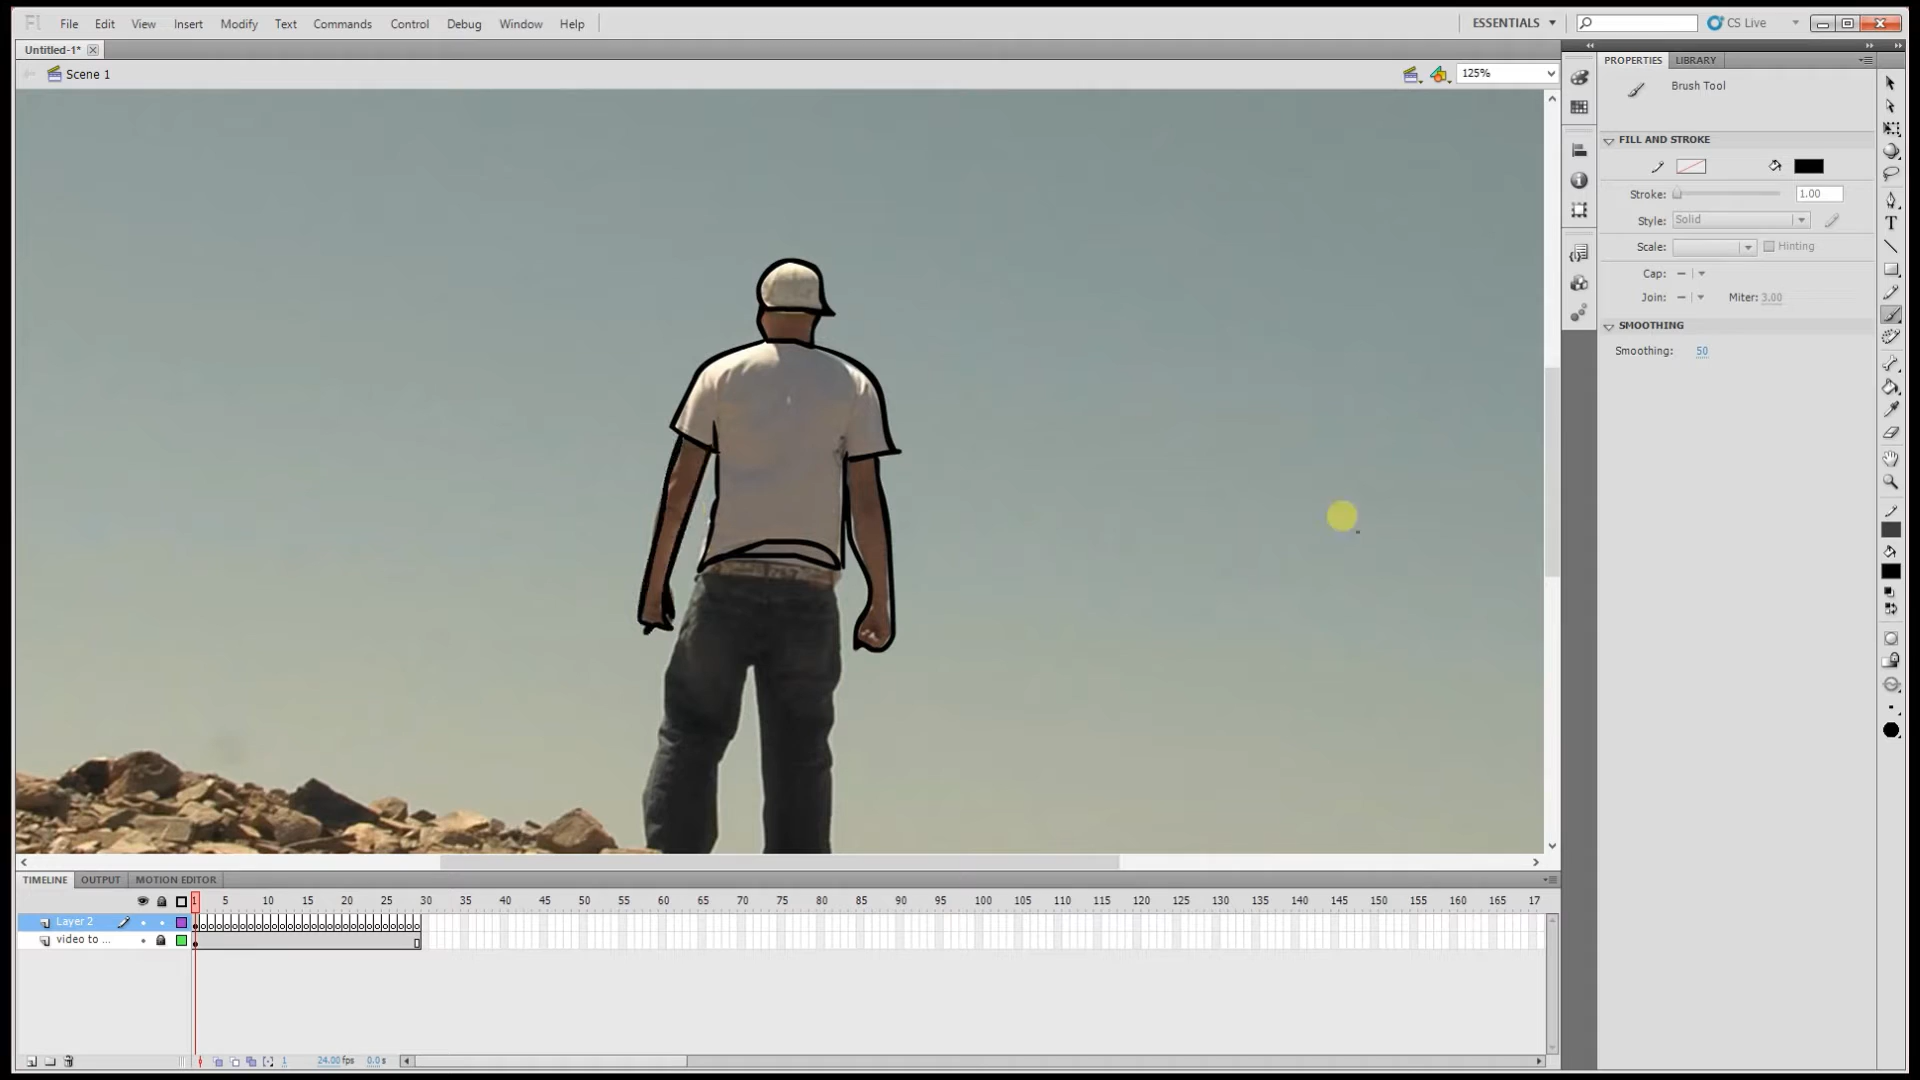 Fl File Edit View Insert Modify Text Commands Control Debug Window Help ESSENTIALS CS Live
Untitled-1*
Scene 1 125%
PROPERTIES LIBRARY
Brush Tool
FILL AND STROKE
Stroke: 1.00
Style: Solid
Scale: Hinting
Cap:
Join: Miter: 3.00
SMOOTHING
Smoothing: 50
T
TIMELINE OUTPUT MOTION EDITOR
1 5 10 15 20 25 30 35 40 45 50 55 60 65 70 75 80 85 90 95 100 105 110 115 120 125 130 135 140 145 150 155 160 165 17
Layer 2
video to ...
1 24.00 fps 0.0 s